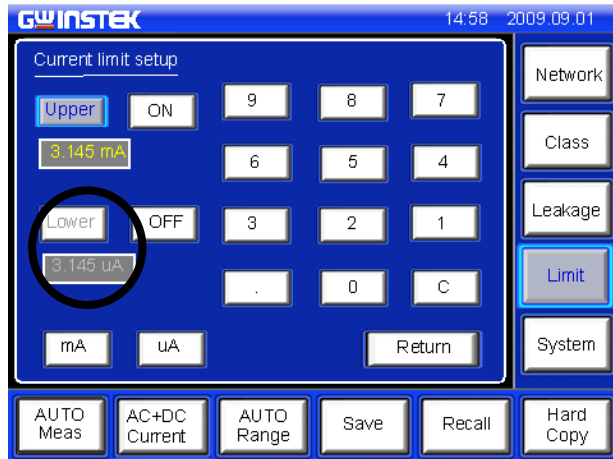 GWINSTEK 14:58 2009.09.01
Current limit setup
Network
Upper ON 9 8 7
3.145 mA
Class
6 5 4
Lower OFF 3 2 1
Leakage
3.145 uA
. 0 C
Limit
mA uA Return System
AUTO Meas
AC+DC Current
AUTO Range
Save
Recall
Hard Copy